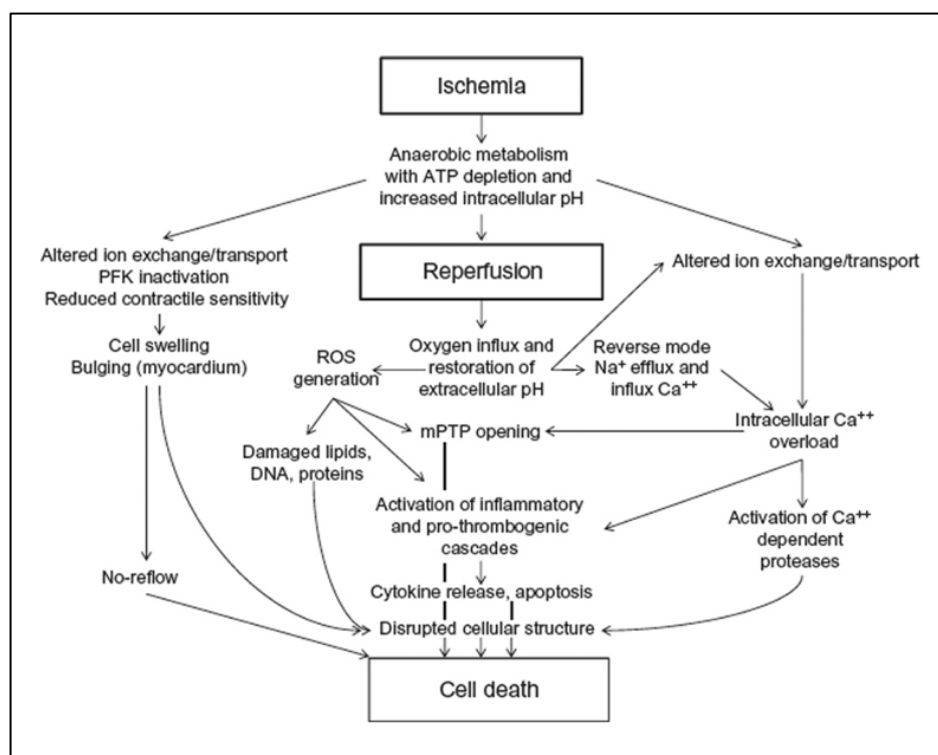 Ischemia
Anaerobic metabolism
with ATP depletion and
increased intracellular pH
Altered ion exchange/transport
PFK inactivation
Reduced contractile sensitivity
Reperfusion
Altered ion exchange/transport
Cell swelling
Bulging (myocardium)
ROS
generation
Oxygen influx and
restoration of
extracellular pH
Reverse mode
Na⁺ efflux and
influx Ca⁺⁺
Damaged lipids,
DNA, proteins
mPTP opening
Intracellular Ca⁺⁺
overload
Activation of inflammatory
and pro-thrombogenic
cascades
Activation of Ca⁺⁺
dependent
proteases
No-reflow
Cytokine release, apoptosis
Disrupted cellular structure
Cell death